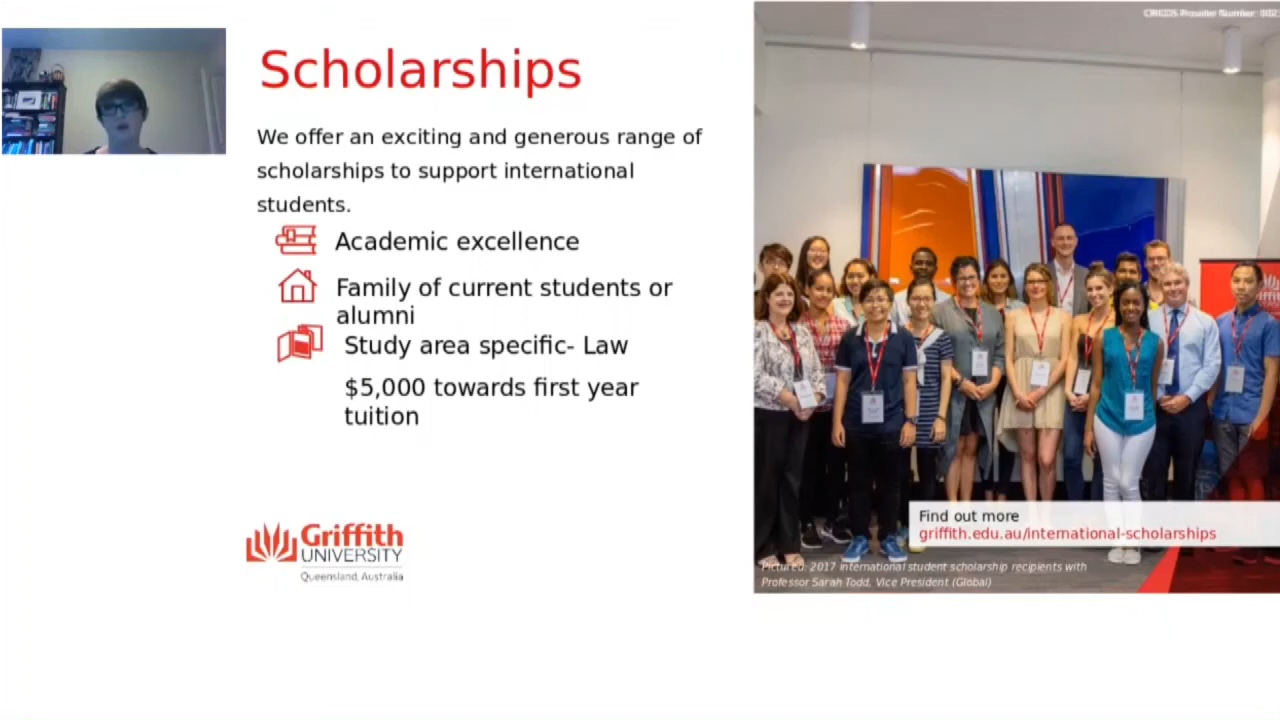 Scholarships
We offer an exciting and generous range of
scholarships to support international
students.
Academic excellence
Family of current students or
alumni
Study area specific- Law
$5,000 towards first year
tuition
Griffith
UNIVERSITY
Queensland, Australia
CRICOS Provider Number:
Find out more
griffith.edu.au/international-scholarships
Pictured: 2017 international student scholarship recipients with
Professor Sarah Todd, Vice President (Global)